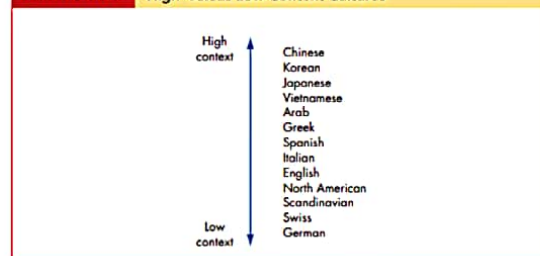 High
context
Chinese
Korean
Japanese
Vietnamese
Arab
Greek
Spanish
Italian
English
North American
Scandinavian
Swiss
German
Low
context